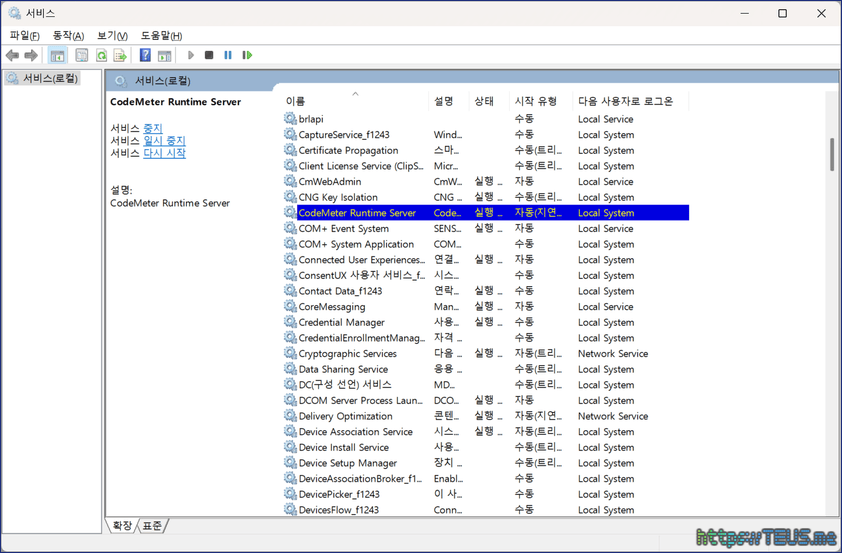 서비스
파일(F) 동작(A) 보기(V) 도움말(H)
서비스(로컬)
서비스(로컬)
CodeMeter Runtime Server
서비스 중지
서비스 일시 중지
서비스 다시 시작
설명:
CodeMeter Runtime Server
이름 설명 상태 시작 유형 다음 사용자로 로그온
brlapi 수동 Local Service
CaptureService_f1243 Wind... 수동 Local System
Certificate Propagation 스마... 수동(트리... Local System
Client License Service (ClipS... Micr... 수동(트리... Local System
CmWebAdmin CmW... 실행 ... 자동 Local Service
CNG Key Isolation CNG ... 실행 ... 수동(트리... Local System
CodeMeter Runtime Server Code... 실행 ... 자동(지연... Local System
COM+ Event System SENS... 실행 ... 자동 Local Service
COM+ System Application COM... 수동 Local System
Connected User Experiences... 연결... 실행 ... 자동 Local System
ConsentUX 사용자 서비스_f... 시스... 수동 Local System
Contact Data_f1243 연락... 실행 ... 수동 Local System
CoreMessaging Man... 실행 ... 자동 Local Service
Credential Manager 사용... 실행 ... 수동 Local System
CredentialEnrollmentManag... 자격 ... 수동 Local System
Cryptographic Services 다음 ... 실행 ... 자동(트리... Network Service
Data Sharing Service 응용 ... 수동(트리... Local System
DC(구성 선언) 서비스 MD... 수동(트리... Local System
DCOM Server Process Laun... DCO... 실행 ... 자동 Local System
Delivery Optimization 콘텐... 실행 ... 자동(지연... Network Service
Device Association Service 시스... 실행 ... 수동(트리... Local System
Device Install Service 사용... 수동(트리... Local System
Device Setup Manager 장치 ... 수동(트리... Local System
DeviceAssociationBroker_f1... Enabl... 수동 Local System
DevicePicker_f1243 이 사... 수동 Local System
DevicesFlow_f1243 Conn... 수동 Local System
확장 표준
https://TEUS.me